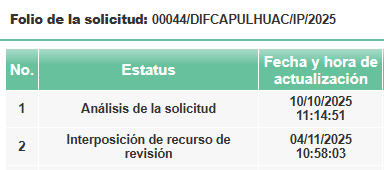 Folio de la solicitud: 00044/DIFCAPULHUAC/IP/2025
No. Estatus Fecha y hora de actualización
1 Análisis de la solicitud 10/10/2025 11:14:51
2 Interposición de recurso de revisión 04/11/2025 10:58:03